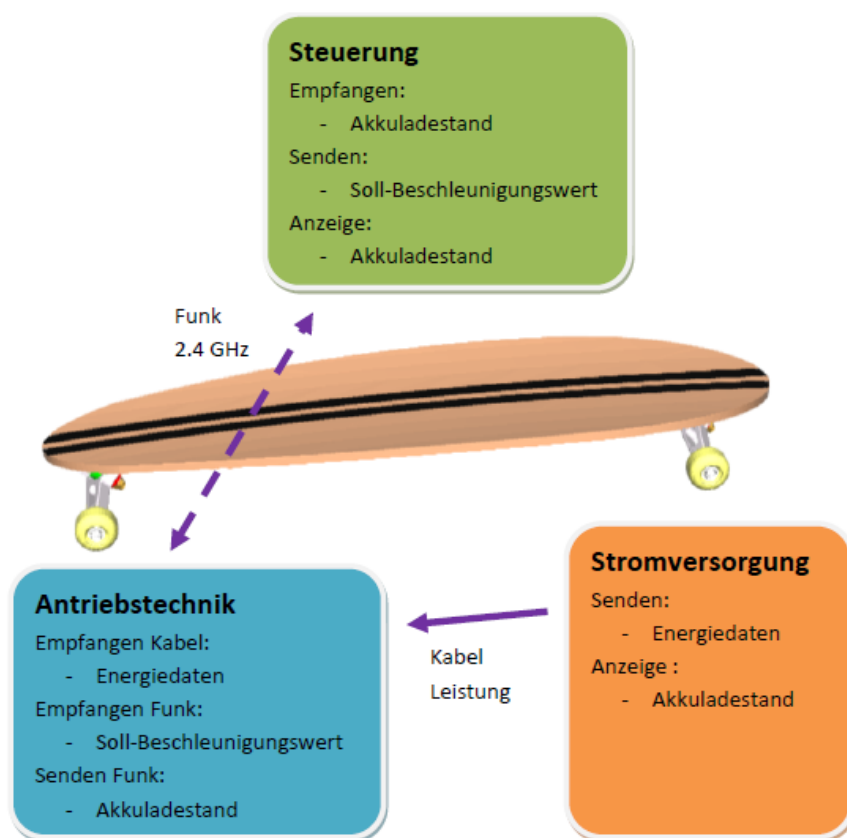 Steuerung
Empfangen:
- Akkuladestand
Senden:
- Soll-Beschleunigungswert
Anzeige:
- Akkuladestand
Funk
2.4 GHz
Antriebstechnik
Empfangen Kabel:
- Energiedaten
Empfangen Funk:
- Soll-Beschleunigungswert
Senden Funk:
- Akkuladestand
Kabel
Leistung
Stromversorgung
Senden:
- Energiedaten
Anzeige :
- Akkuladestand